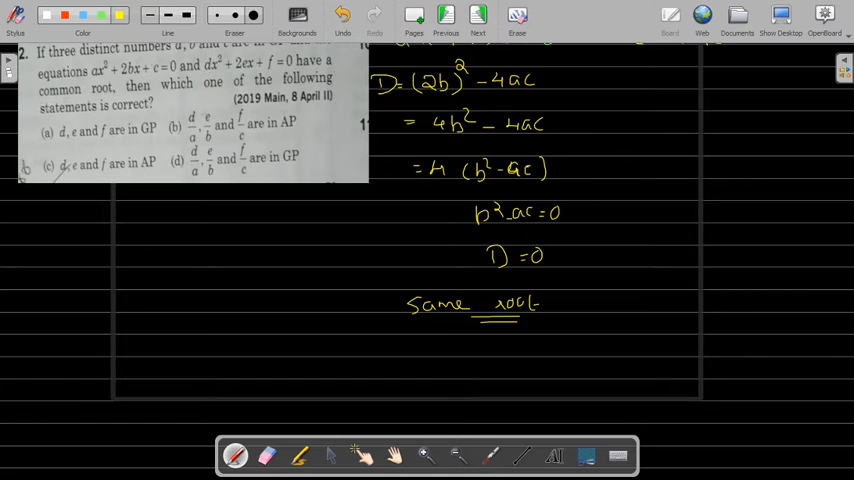 Stylus
Eraser
Backgrounds
Undo
Redo
Pages
Previous
Next
Erase
Board
Web
Documents
Show Desktop
OpenBoard
2. If three distinct numbers a, b and c are in GP and the
equations ax² + 2bx + c = 0 and dx² + 2ex + f = 0 have a
common root, then which one of the following
statements is correct?
(2019 Main, 8 April II)
(a) d, e and f are in GP (b) d/a, e/b and f/c are in AP
(c) d, e and f are in AP (d) d/a, e/b and f/c are in GP
D = (2b)² - 4ac
= 4b² - 4ac
= 4 (b² - ac)
b² - ac = 0
D = 0
Same root